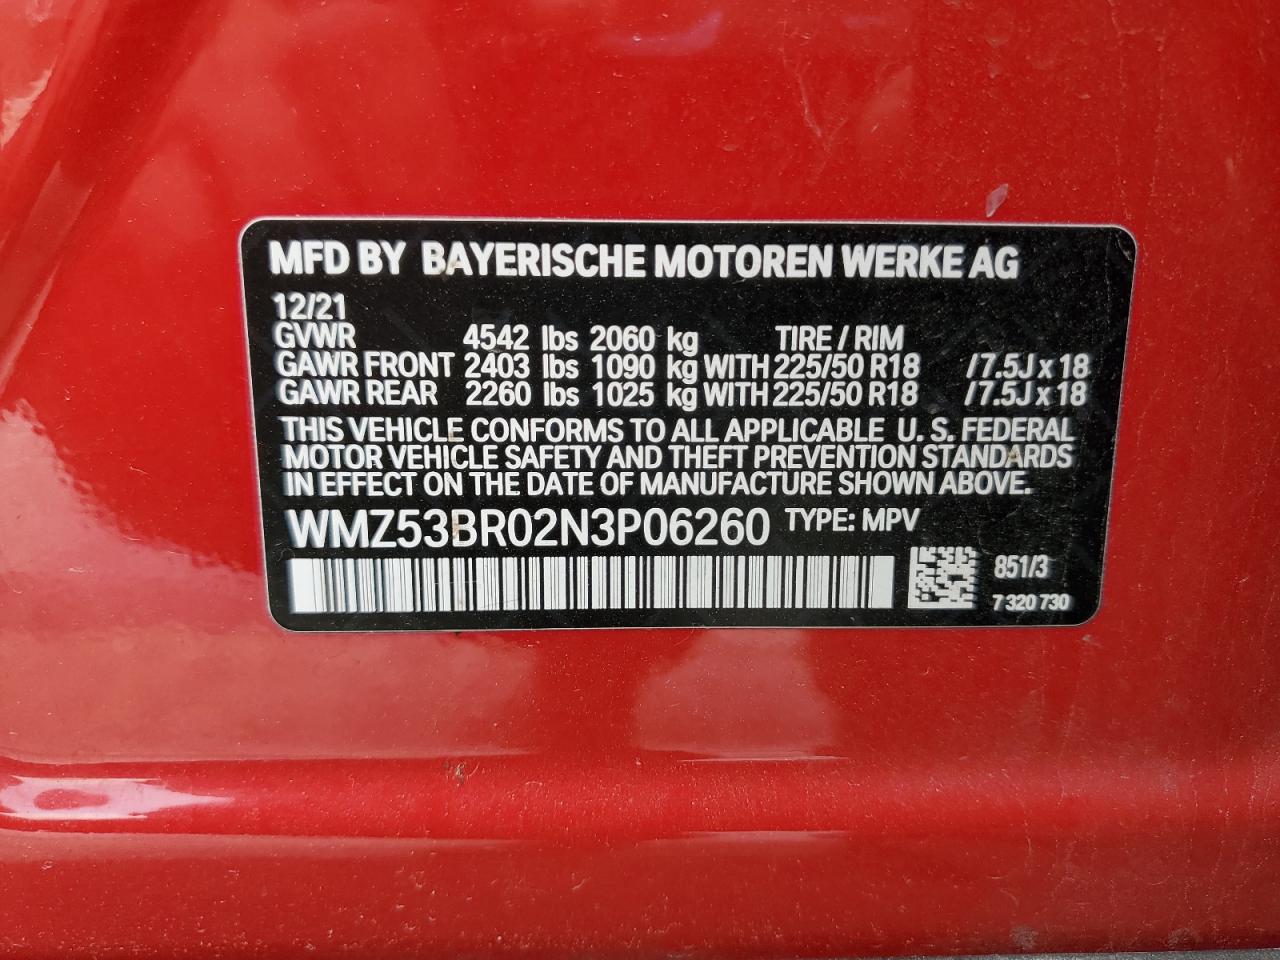 MFD BY BAYERISCHE MOTOREN WERKE AG
12/21
GVWR 4542 lbs 2060 kg TIRE / RIM
GAWR FRONT 2403 lbs 1090 kg WITH 225/50 R18 /7.5J x 18
GAWR REAR 2260 lbs 1025 kg WITH 225/50 R18 /7.5J x 18
THIS VEHICLE CONFORMS TO ALL APPLICABLE U. S. FEDERAL
MOTOR VEHICLE SAFETY AND THEFT PREVENTION STANDARDS
IN EFFECT ON THE DATE OF MANUFACTURE SHOWN ABOVE.
WMZ53BR02N3P06260 TYPE: MPV
851/3
7 320 730